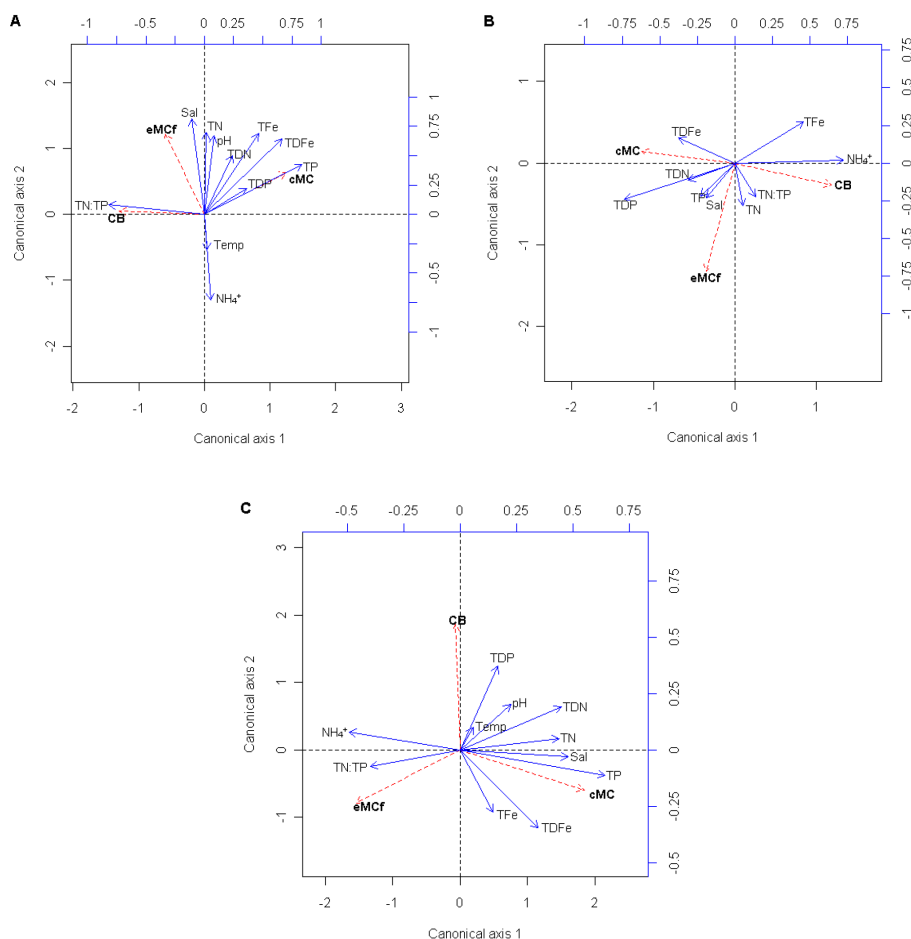 A
-1 -0.5 0 0.25 0.75 1
Canonical axis 2
2
1
0
-1
-2
Sal
TN
eMCf
pH
TFe
TDFe
TDN
TP
cMC
TDP
TN:TP
CB
Temp
NH₄⁺
1
0.5
0.25
0
-0.5
-1
-2 -1 0 1 2 3
Canonical axis 1
B
-1 -0.75 -0.5 -0.25 0 0.25 0.5 0.75
Canonical axis 2
1
0
-1
-2
TDFe
TFe
cMC
NH₄⁺
TDN
CB
TDP
TP
Sal
TN:TP
TN
eMCf
0.75
0.5
0.25
0
-0.25
-0.5
-0.75
-1
-2 -1 0 1
Canonical axis 1
C
-0.5 -0.25 0 0.25 0.5 0.75
Canonical axis 2
3
2
1
0
-1
CB
TDP
pH
TDN
Temp
NH₄⁺
TN
Sal
TN:TP
TP
eMCf
cMC
TFe
TDFe
0.75
0.5
0.25
0
-0.25
-0.5
-2 -1 0 1 2
Canonical axis 1